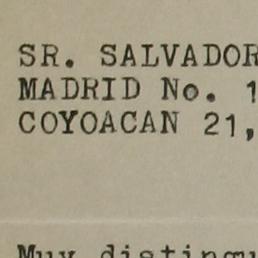 SR. SALVADOR
MADRID No. 1
COYOACAN 21,
Muy distingu